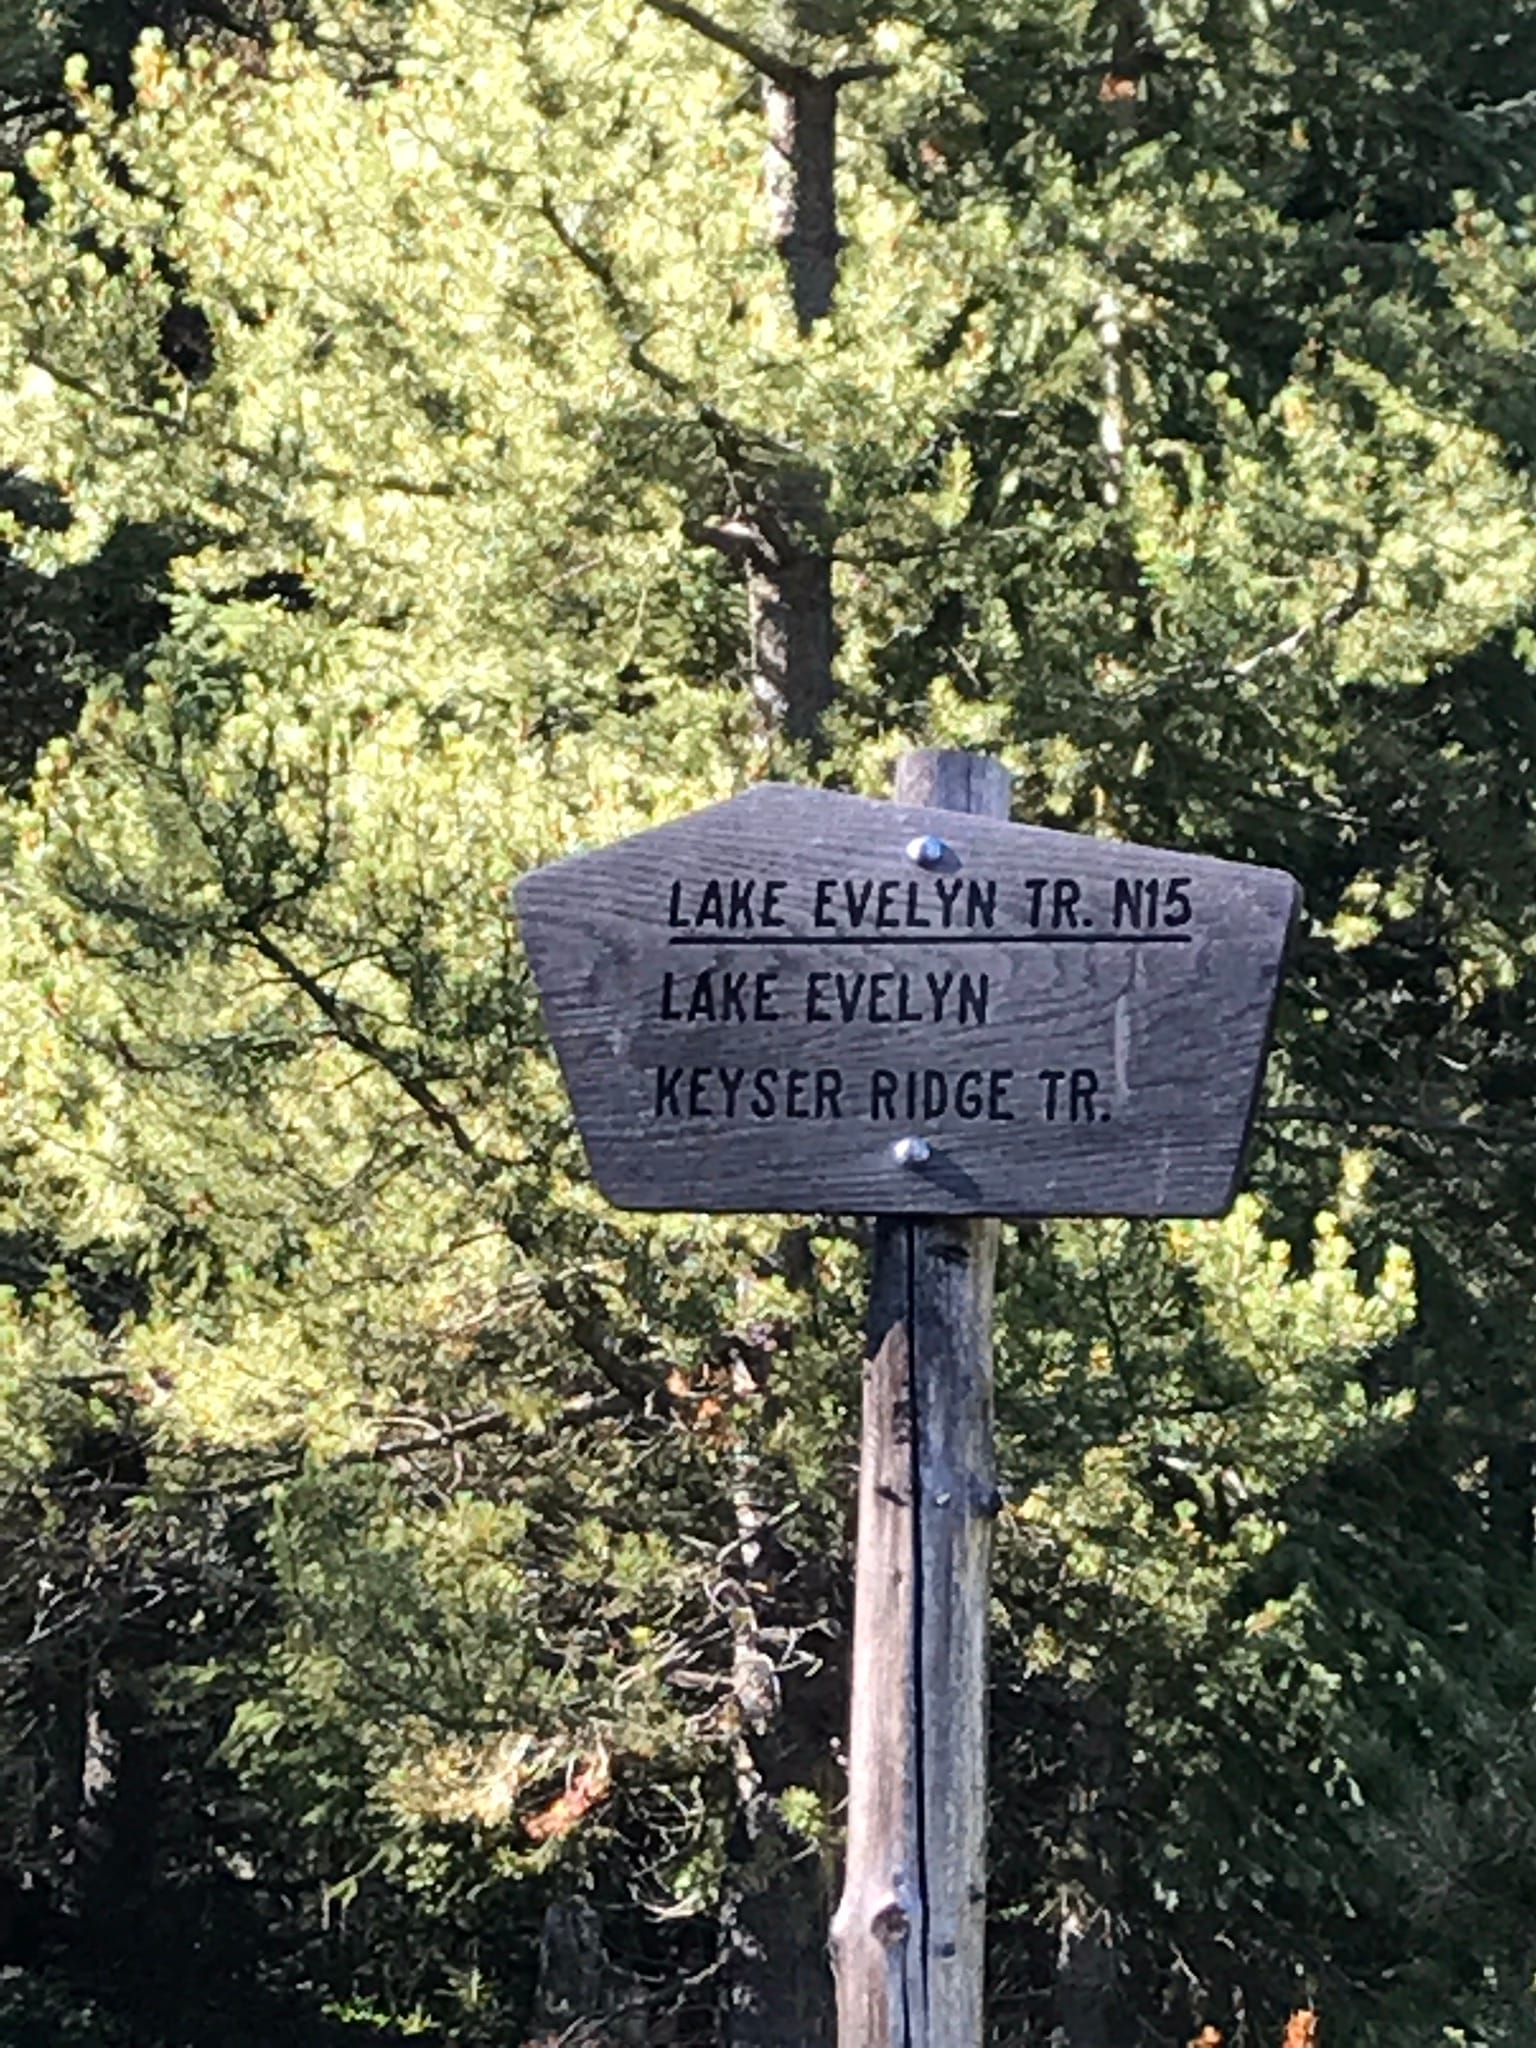 LAKE EVELYN TR. N15
LAKE EVELYN
KEYSER RIDGE TR.